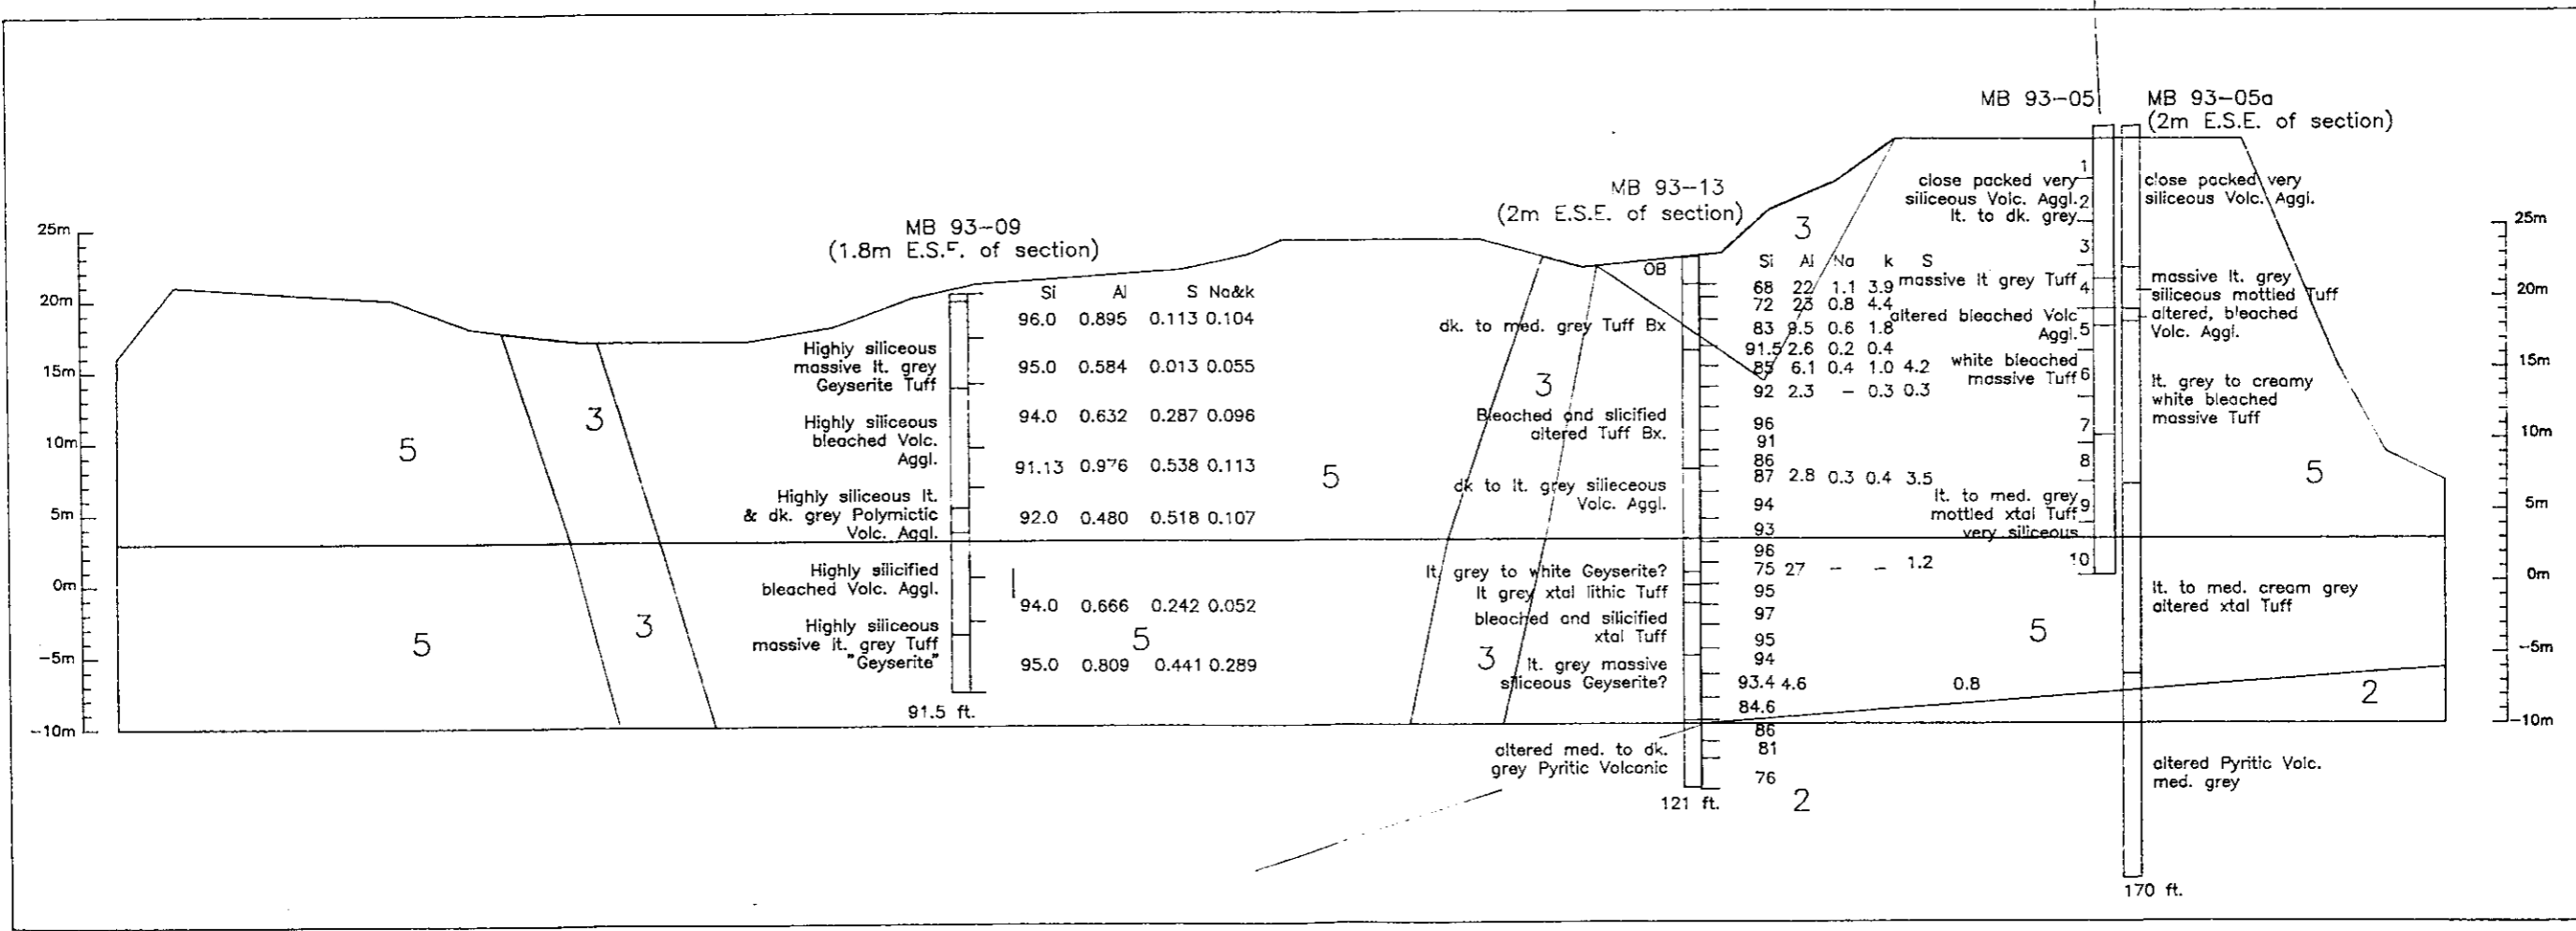 MB 93-05
MB 93-05a
(2m E.S.E. of section)
MB 93-13
(2m E.S.E. of section)
MB 93-09
(1.8m E.S.E. of section)
25m
20m
15m
10m
5m
0m
-5m
-10m
5
3
5
3
Highly siliceous
massive lt. grey
Geyserite Tuff
Highly siliceous
bleached Volc.
Aggl.
Highly siliceous lt.
& dk. grey Polymictic
Volc. Aggl.
Highly silicified
bleached Volc. Aggl.
Highly siliceous
massive lt. grey Tuff
"Geyserite"
91.5 ft.
Si Al S Na&k
96.0 0.895 0.113 0.104
95.0 0.584 0.013 0.055
94.0 0.632 0.287 0.096
91.13 0.976 0.538 0.113
92.0 0.480 0.518 0.107
94.0 0.666 0.242 0.052
95.0 0.809 0.441 0.289
5
5
3
3
OB
dk. to med. grey Tuff Bx
Bleached and slicified
altered Tuff Bx.
dk to lt. grey silieceous
Volc. Aggl.
lt. grey to white Geyserite?
lt grey xtal lithic Tuff
bleached and silicified
xtal Tuff
lt. grey massive
siliceous Geyserite?
altered med. to dk.
grey Pyritic Volcanic
121 ft.
3
Si Al Na k S
68 22 1.1 3.9
72 23 0.8 4.4
83 9.5 0.6 1.8
91.5 2.6 0.2 0.4
85 6.1 0.4 1.0 4.2
92 2.3 - 0.3 0.3
96
91
86
87 2.8 0.3 0.4 3.5
94
93
96
75 27 - - 1.2
95
97
95
94
93.4 4.6 0.8
84.6
86
81
76
2
close packed very
siliceous Volc. Aggl.
lt. to dk. grey
massive lt grey Tuff
altered bleached Volc
Aggl.
white bleached
massive Tuff
lt. to med. grey
mottled xtal Tuff
very siliceous
1
2
3
4
5
6
7
8
9
10
5
close packed very
siliceous Volc. Aggl.
massive lt. grey
siliceous mottled Tuff
altered, bleached
Volc. Aggl.
lt. grey to creamy
white bleached
massive Tuff
5
lt. to med. cream grey
altered xtal Tuff
2
altered Pyritic Volc.
med. grey
170 ft.
25m
20m
15m
10m
5m
0m
-5m
-10m